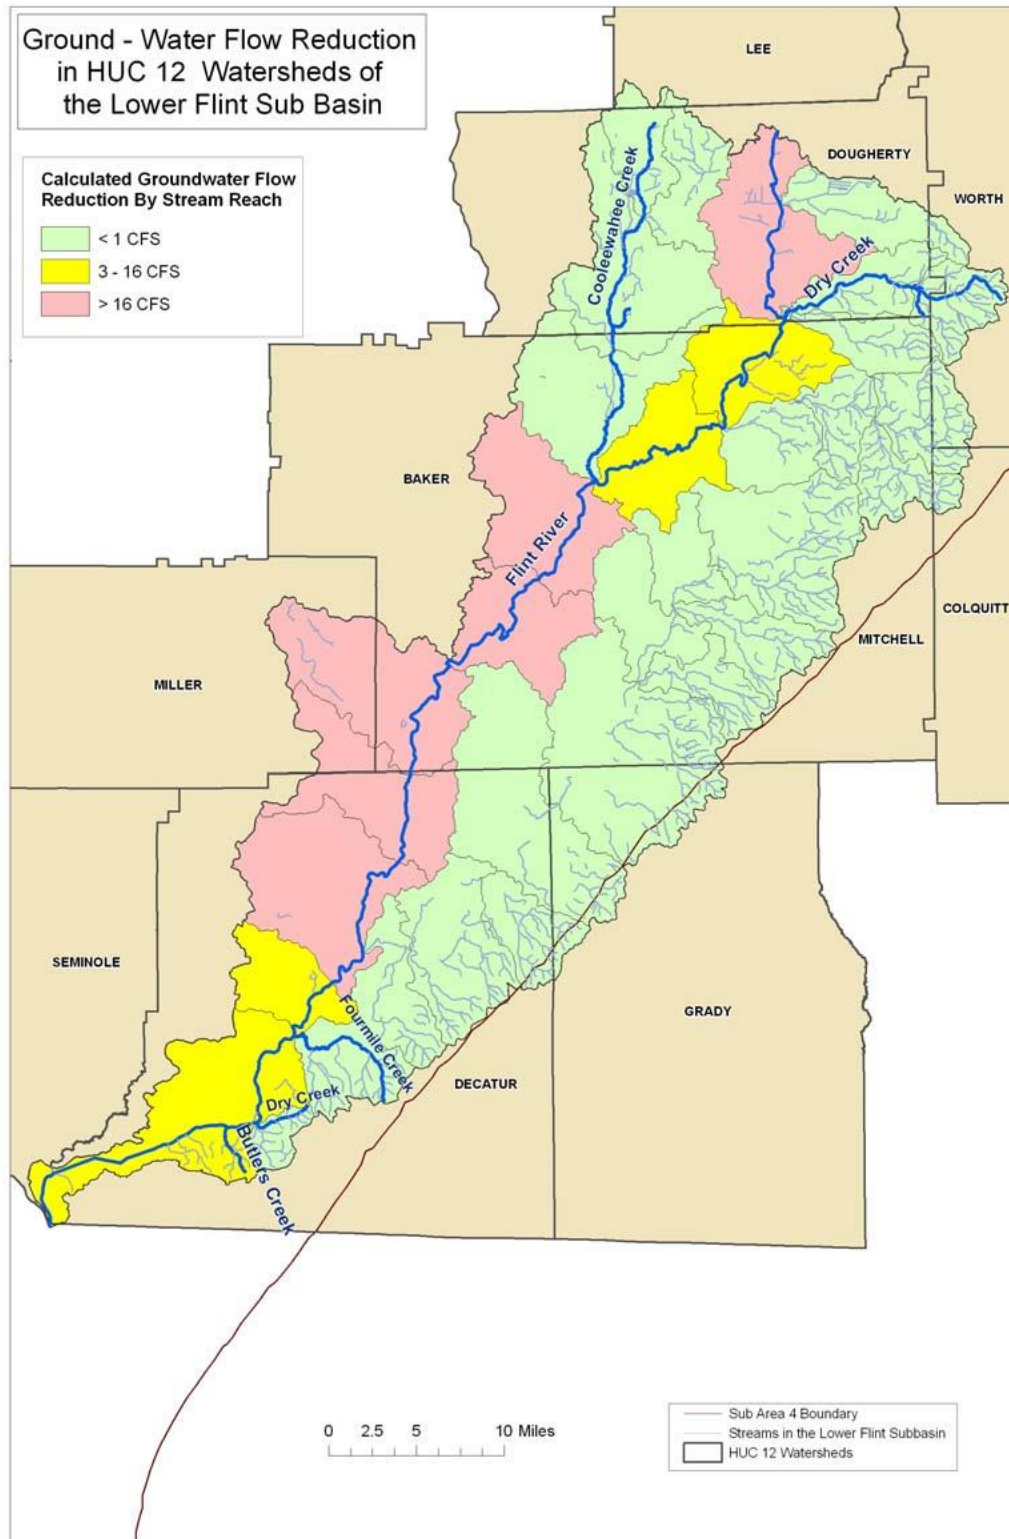 Ground - Water Flow Reduction
in HUC 12 Watersheds of
the Lower Flint Sub Basin
Calculated Groundwater Flow
Reduction By Stream Reach
< 1 CFS
3 - 16 CFS
> 16 CFS
LEE
DOUGHERTY
WORTH
Cooleewahee Creek
Dry Creek
BAKER
Flint River
COLQUITT
MITCHELL
MILLER
SEMINOLE
GRADY
Fourmile Creek
DECATUR
Dry Creek
Butlers Creek
0 2.5 5 10 Miles
Sub Area 4 Boundary
Streams in the Lower Flint Subbasin
HUC 12 Watersheds